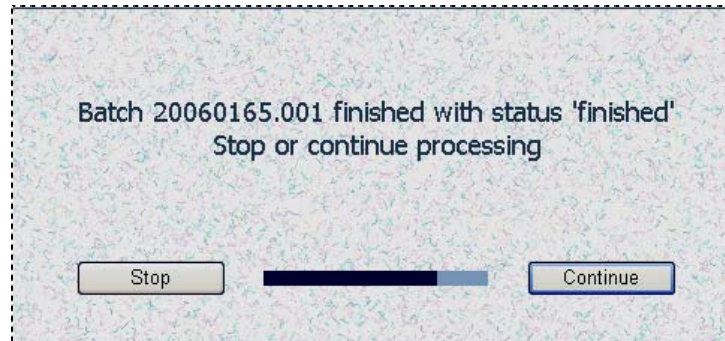 Batch 20060165.001 finished with status 'finished'
Stop or continue processing
Stop
Continue